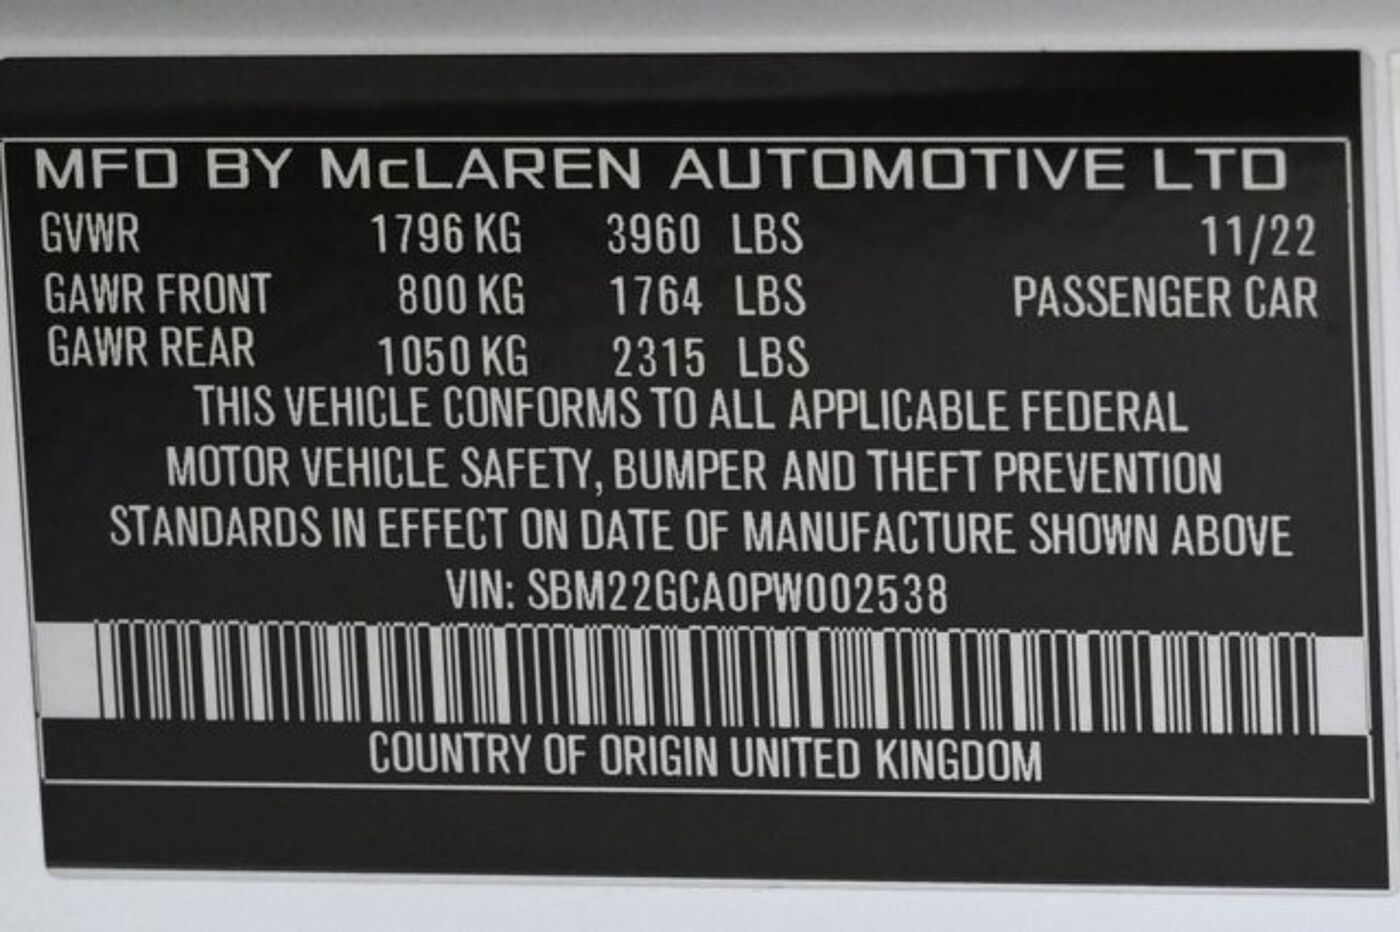 MFD BY McLAREN AUTOMOTIVE LTD
GVWR 1796 KG 3960 LBS 11/22
GAWR FRONT 800 KG 1764 LBS PASSENGER CAR
GAWR REAR 1050 KG 2315 LBS
THIS VEHICLE CONFORMS TO ALL APPLICABLE FEDERAL
MOTOR VEHICLE SAFETY, BUMPER AND THEFT PREVENTION
STANDARDS IN EFFECT ON DATE OF MANUFACTURE SHOWN ABOVE
VIN: SBM22GCA0PW002538
COUNTRY OF ORIGIN UNITED KINGDOM